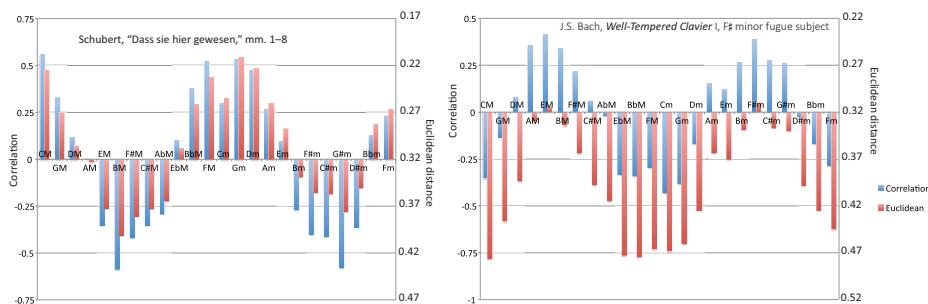 Schubert, “Dass sie hier gewesen,” mm. 1–8
0.75
0.5
0.25
0
-0.25
-0.5
-0.75
Correlation
CM
GM
DM
AM
EM
BM
F#M
C#M
AbM
EbM
BbM
FM
Cm
Gm
Dm
Am
Em
Bm
F#m
C#m
G#m
D#m
Bbm
Fm
0.17
0.22
0.27
0.32
0.37
0.42
0.47
Euclidean distance
J.S. Bach, Well-Tempered Clavier I, F♯ minor fugue subject
0.5
0.25
0
-0.25
-0.5
-0.75
-1
Correlation
CM
GM
DM
AM
EM
BM
F#M
C#M
AbM
EbM
BbM
FM
Cm
Gm
Dm
Am
Em
Bm
F#m
C#m
G#m
D#m
Bbm
Fm
0.22
0.27
0.32
0.37
0.42
0.47
0.52
Euclidean distance
Correlation
Euclidean